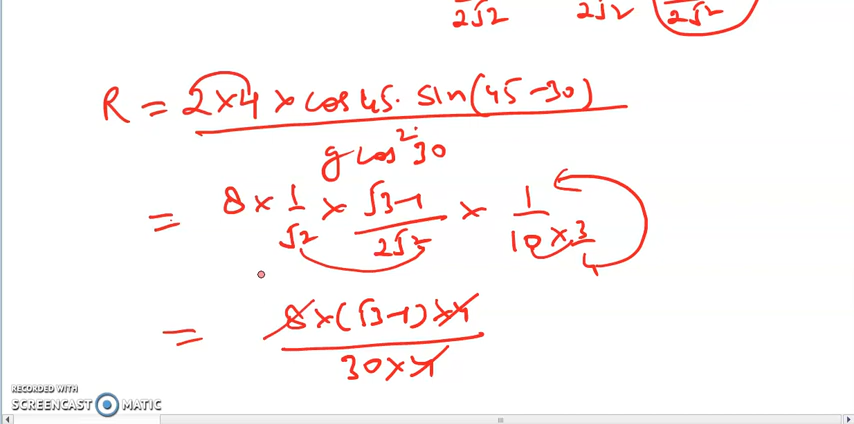 2√2 2√2 2√2
R = 2 × 4 × cos 45. sin(45-30)
g cos² 30
= 8 × 1/√2 × √3-1/2√2 × 1/10 × 3/4
= 8 × (√3-1) × 4
30 × 4
RECORDED WITH
SCREENCAST MATIC